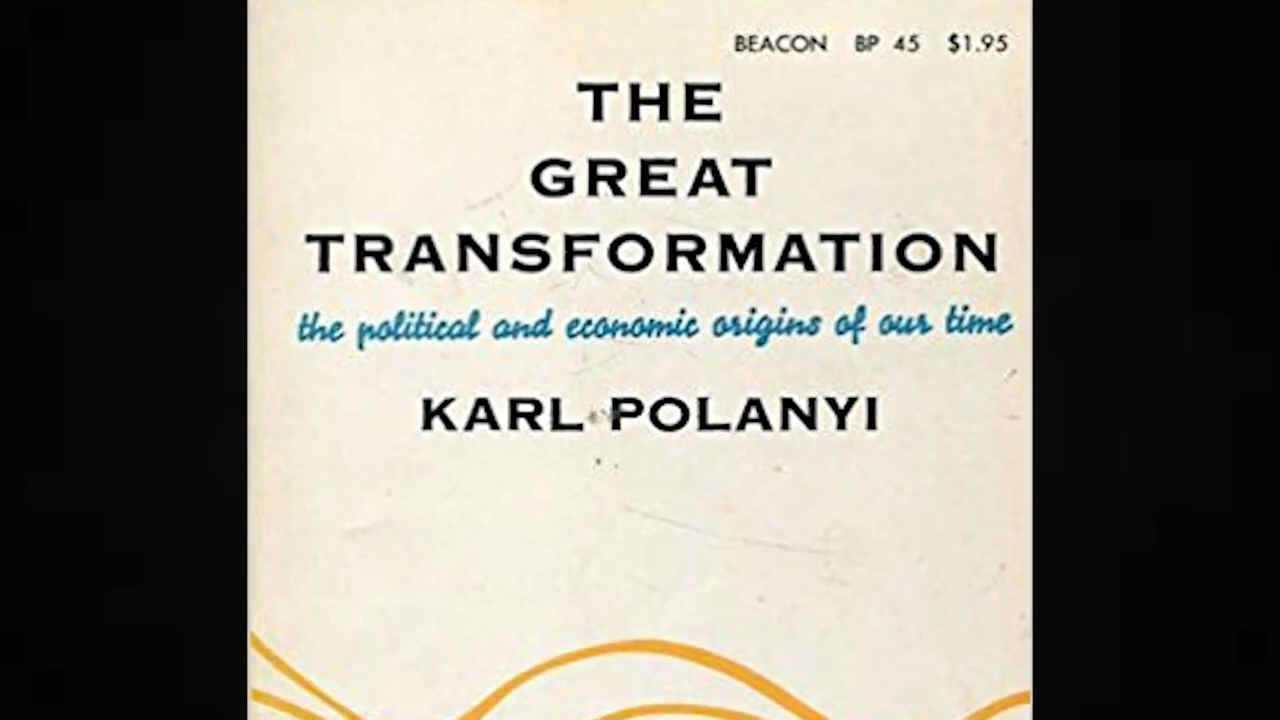 BEACON BP 45 $1.95
THE
GREAT
TRANSFORMATION
the political and economic origins of our time
KARL POLANYI